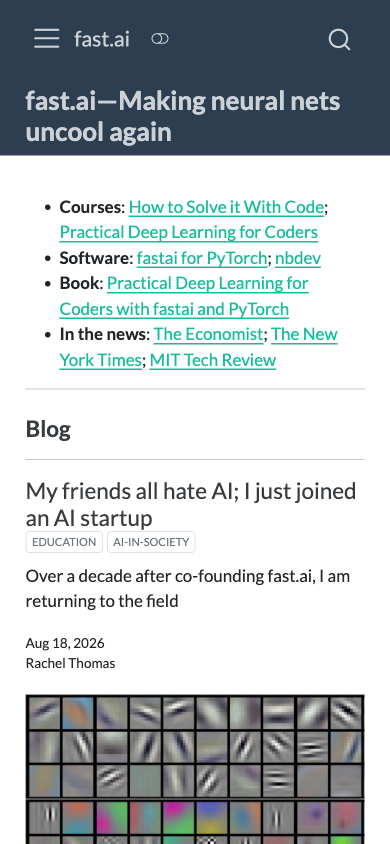 fast.ai
fast.ai—Making neural nets
uncool again
Courses: How to Solve it With Code;
Practical Deep Learning for Coders
Software: fastai for PyTorch; nbdev
Book: Practical Deep Learning for
Coders with fastai and PyTorch
In the news: The Economist; The New
York Times; MIT Tech Review
Blog
My friends all hate AI; I just joined
an AI startup
EDUCATION AI-IN-SOCIETY
Over a decade after co-founding fast.ai, I am
returning to the field
Aug 18, 2026
Rachel Thomas